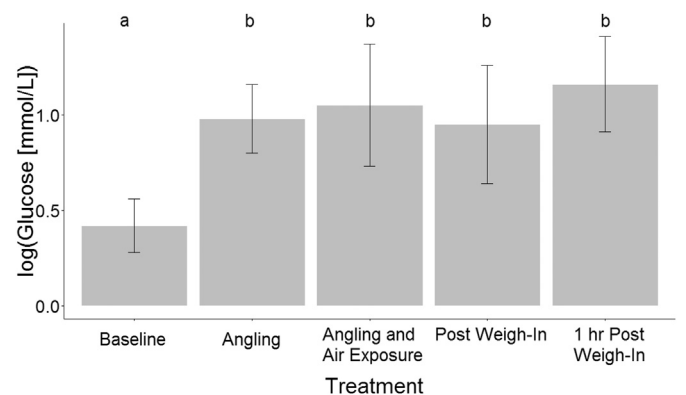 a b b b b
log(Glucose [mmol/L])
1.0
0.5
0.0
Baseline
Angling
Angling and
Air Exposure
Post Weigh-In
1 hr Post
Weigh-In
Treatment